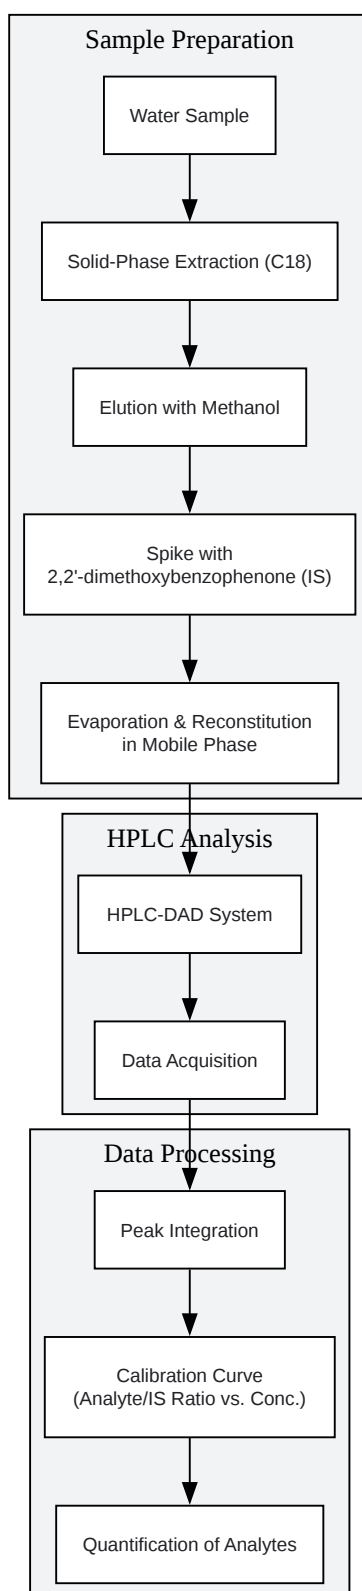 Sample Preparation
Water Sample
Solid-Phase Extraction (C18)
Elution with Methanol
Spike with
2,2'-dimethoxybenzophenone (IS)
Evaporation & Reconstitution
in Mobile Phase
HPLC Analysis
HPLC-DAD System
Data Acquisition
Data Processing
Peak Integration
Calibration Curve
(Analyte/IS Ratio vs. Conc.)
Quantification of Analytes